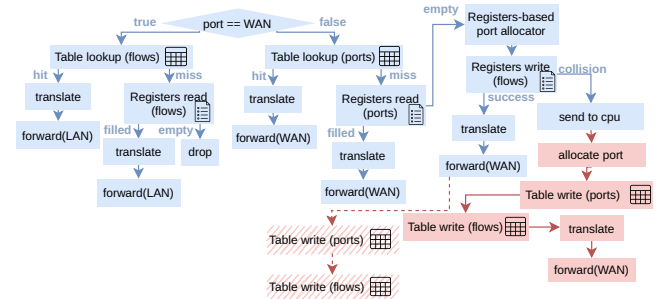 port == WAN
true
false
Table lookup (flows)
hit
miss
translate
forward(LAN)
Registers read
(flows)
filled
empty
translate
drop
forward(LAN)
Table lookup (ports)
hit
miss
translate
forward(WAN)
Registers read
(ports)
filled
empty
translate
forward(WAN)
Registers-based
port allocator
Registers write
(flows)
success
collision
translate
forward(WAN)
send to cpu
allocate port
Table write (ports)
Table write (flows)
translate
forward(WAN)
Table write (ports)
Table write (flows)